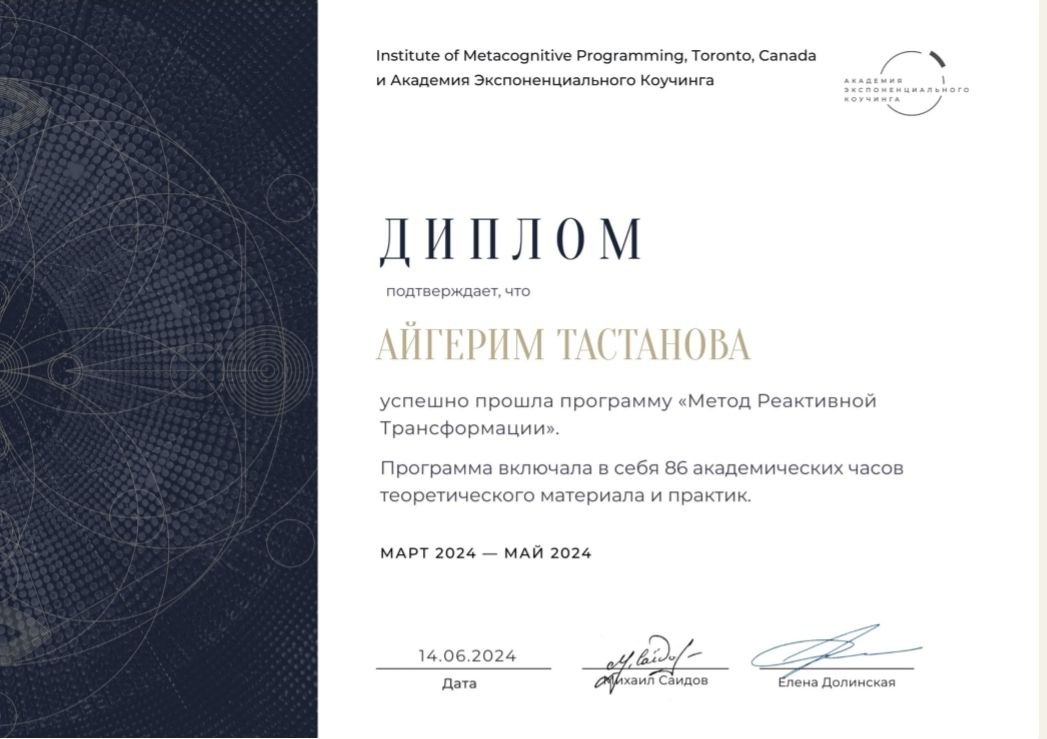 Institute of Metacognitive Programming, Toronto, Canada
и Академия Экспоненциального Коучинга
АКАДЕМИЯ
ЭКСПОНЕНЦИАЛЬНОГО
КОУЧИНГА
ДИПЛОМ
подтверждает, что
АЙГЕРИМ ТАСТАНОВА
успешно прошла программу «Метод Реактивной
Трансформации».
Программа включала в себя 86 академических часов
теоретического материала и практик.
МАРТ 2024 — МАЙ 2024
14.06.2024
Дата
Михаил Саидов
Елена Долинская